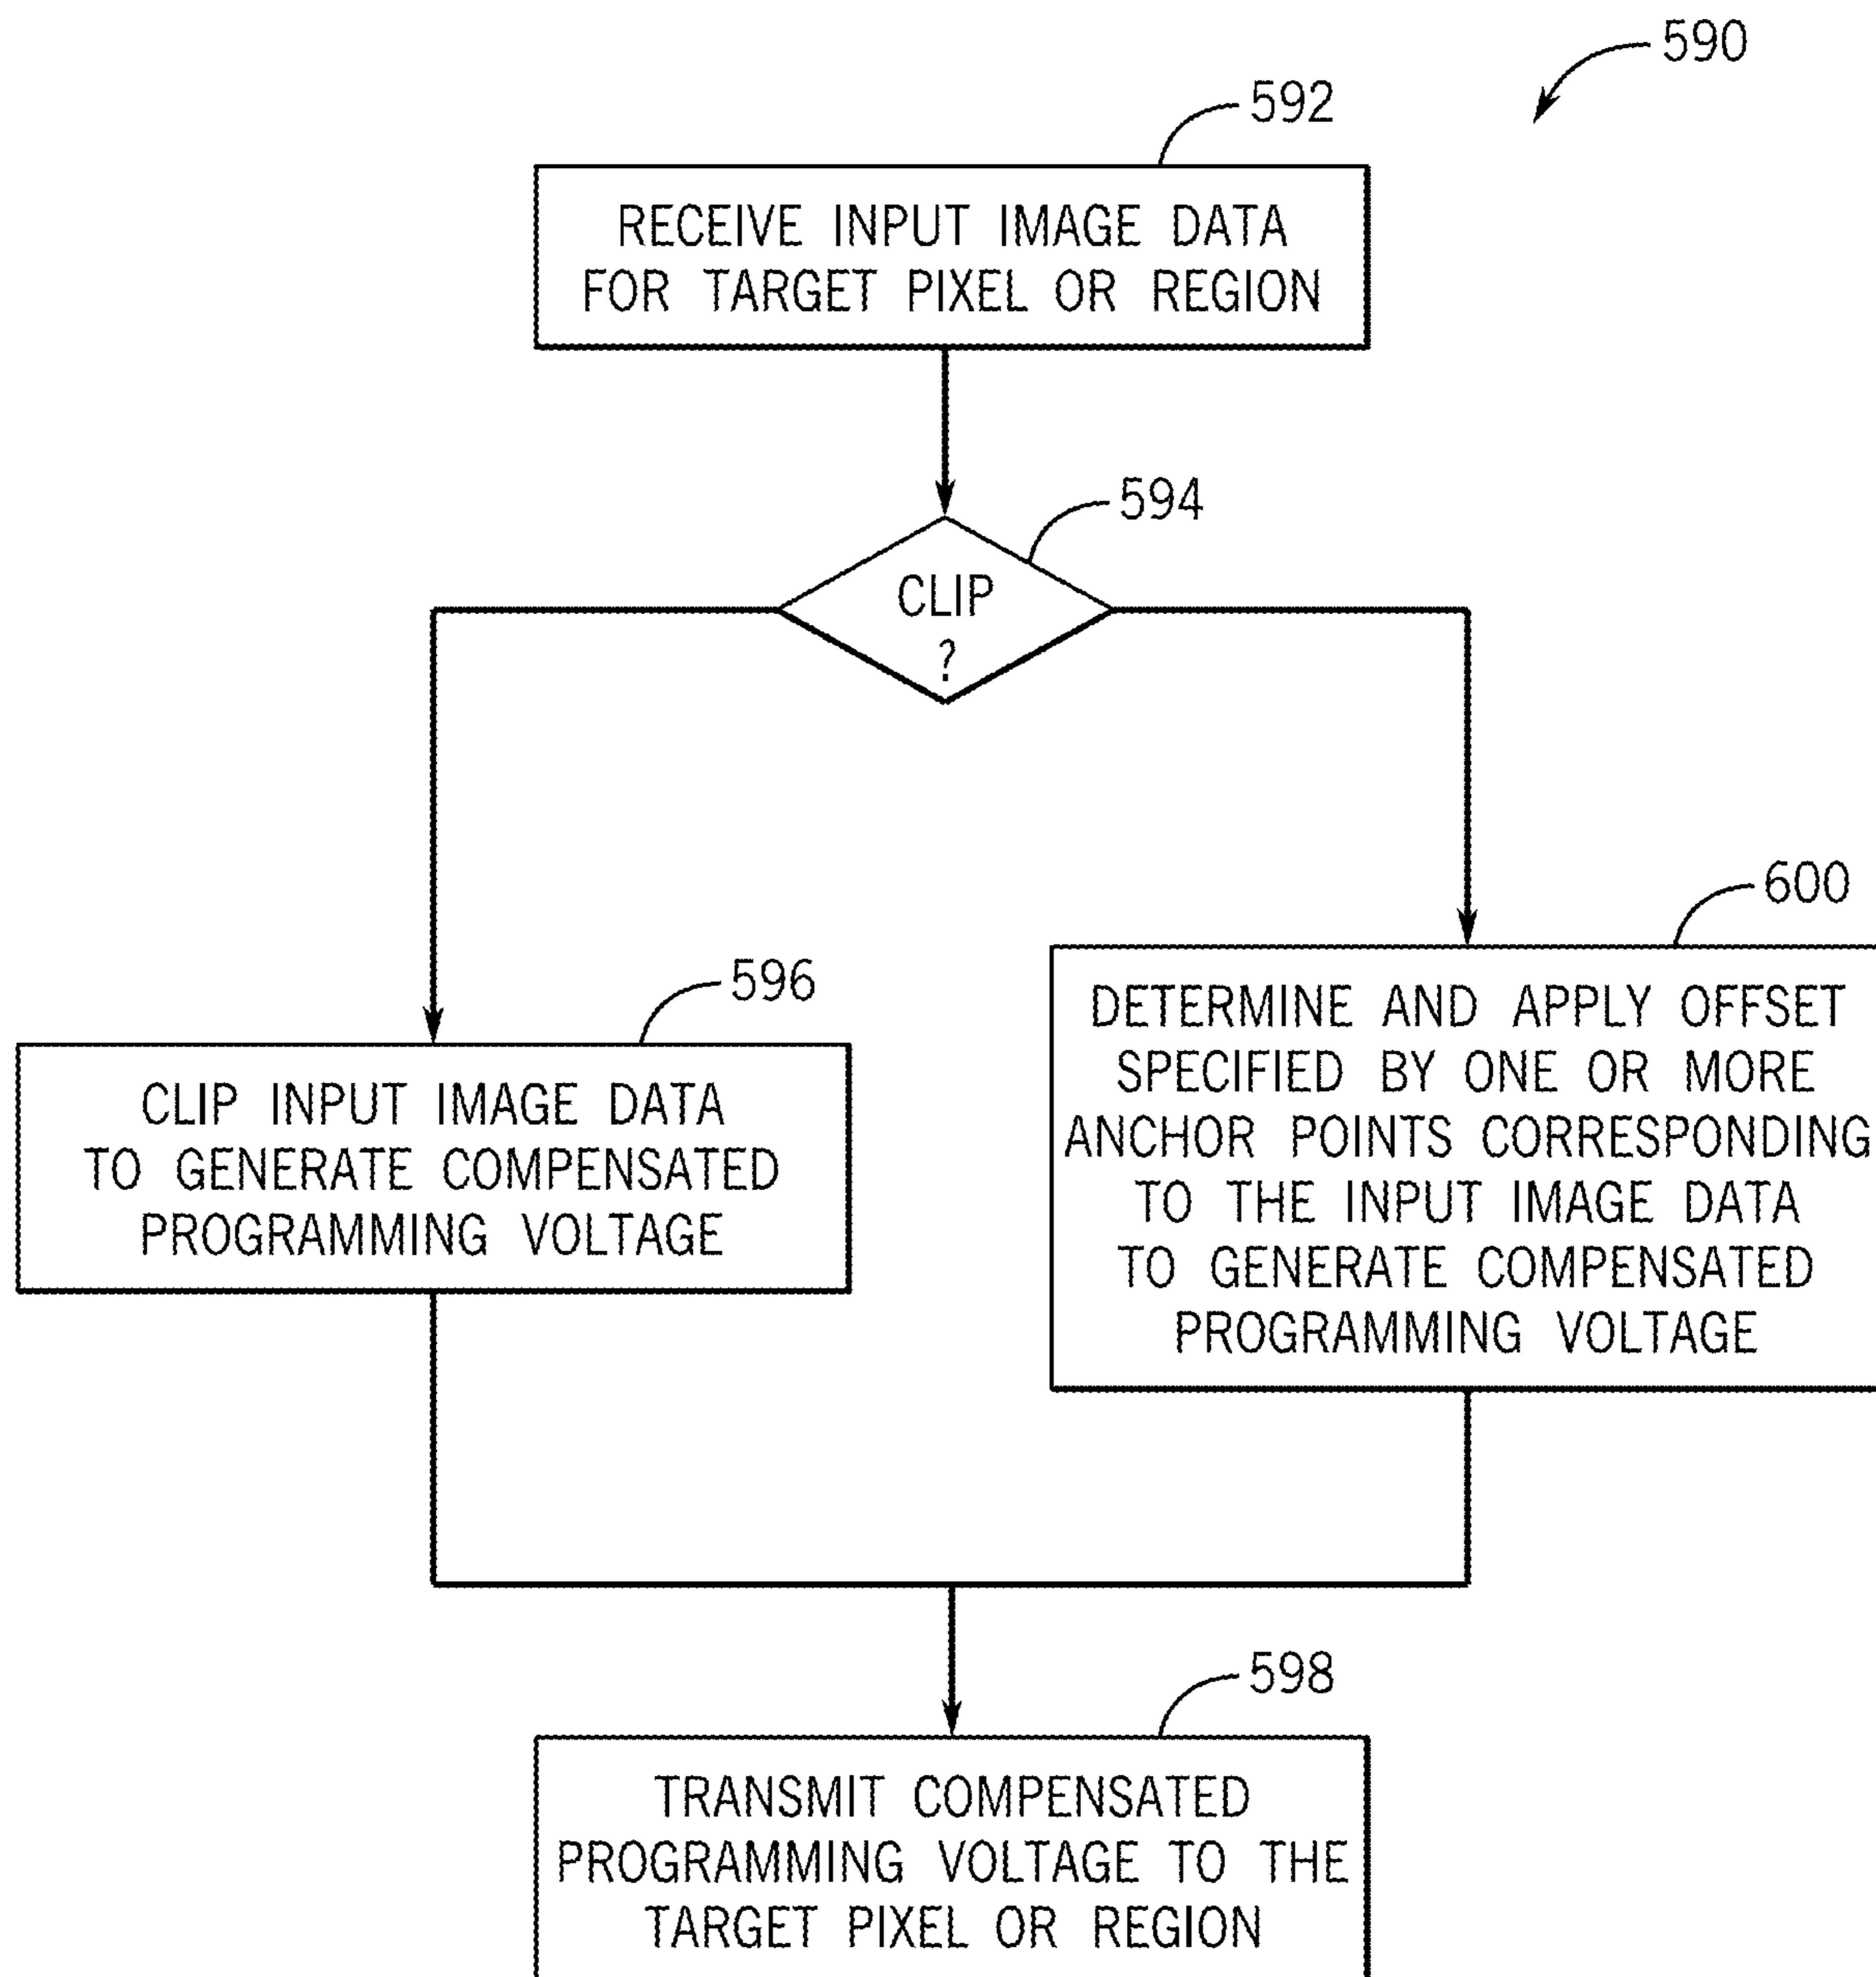 590
592
RECEIVE INPUT IMAGE DATA
FOR TARGET PIXEL OR REGION
594
CLIP
?
596
CLIP INPUT IMAGE DATA
TO GENERATE COMPENSATED
PROGRAMMING VOLTAGE
600
DETERMINE AND APPLY OFFSET
SPECIFIED BY ONE OR MORE
ANCHOR POINTS CORRESPONDING
TO THE INPUT IMAGE DATA
TO GENERATE COMPENSATED
PROGRAMMING VOLTAGE
598
TRANSMIT COMPENSATED
PROGRAMMING VOLTAGE TO THE
TARGET PIXEL OR REGION